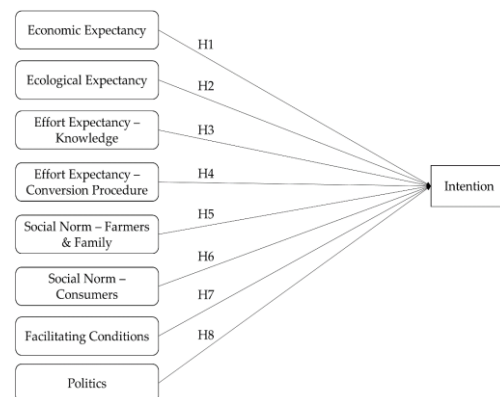 Economic Expectancy
H1
Ecological Expectancy
H2
Effort Expectancy –
Knowledge
H3
Effort Expectancy –
Conversion Procedure
H4
Intention
Social Norm – Farmers
& Family
H5
Social Norm –
Consumers
H6
Facilitating Conditions
H7
Politics
H8